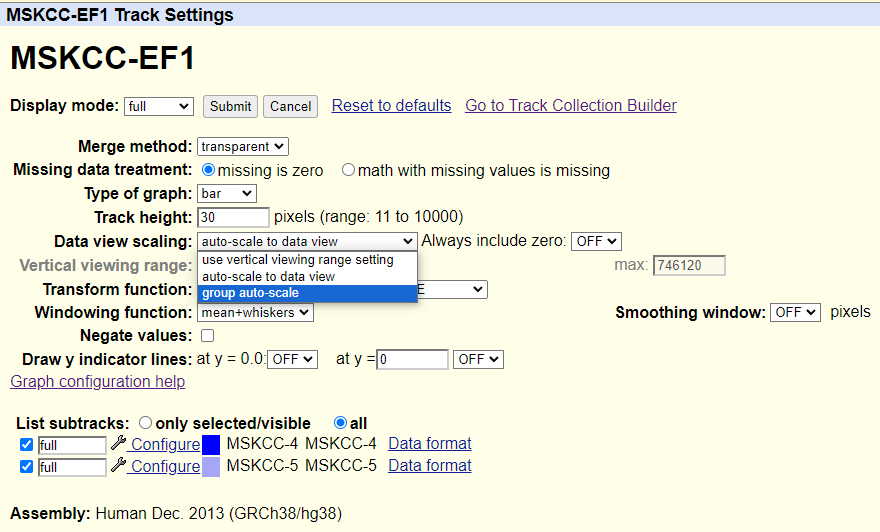 MSKCC-EF1 Track Settings
MSKCC-EF1
Display mode: full Submit Cancel Reset to defaults Go to Track Collection Builder
Merge method: transparent
Missing data treatment: missing is zero math with missing values is missing
Type of graph: bar
Track height: 30 pixels (range: 11 to 10000)
Data view scaling: auto-scale to data view Always include zero: OFF
use vertical viewing range setting
Vertical viewing range: max: 746120
auto-scale to data view
Transform function: group auto-scale E
Windowing function: mean+whiskers Smoothing window: OFF pixels
Negate values:
Draw y indicator lines: at y = 0.0: OFF at y = 0 OFF
Graph configuration help
List subtracks: only selected/visible all
full Configure MSKCC-4 MSKCC-4 Data format
full Configure MSKCC-5 MSKCC-5 Data format
Assembly: Human Dec. 2013 (GRCh38/hg38)